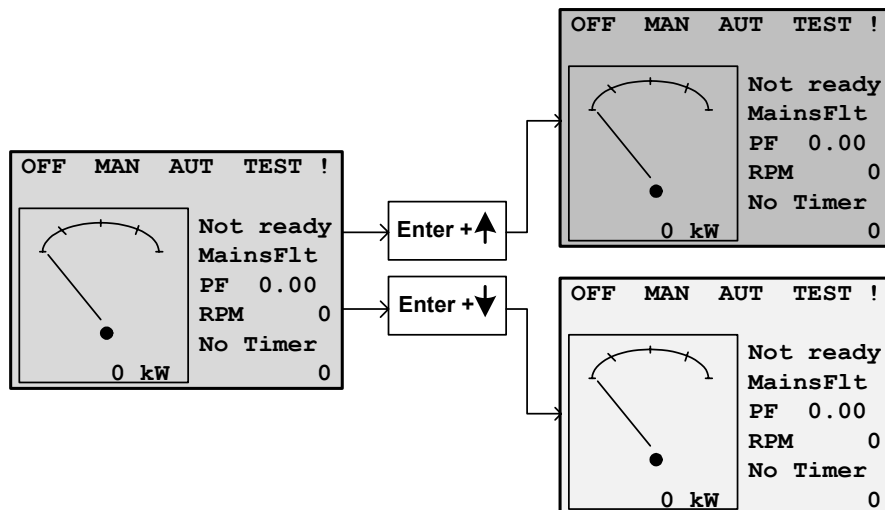 OFF MAN AUT TEST !
Not ready
MainsFlt
PF 0.00
RPM 0
No Timer
0 kW 0
Enter +
Enter +
OFF MAN AUT TEST !
Not ready
MainsFlt
PF 0.00
RPM 0
No Timer
0 kW 0
OFF MAN AUT TEST !
Not ready
MainsFlt
PF 0.00
RPM 0
No Timer
0 kW 0